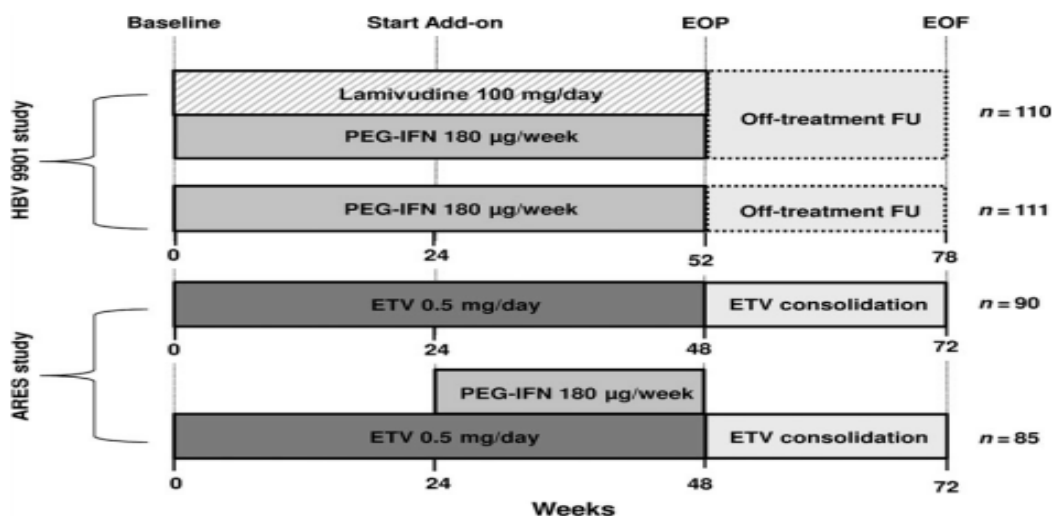 Baseline Start Add-on EOP EOF
HBV 9901 study
Lamivudine 100 mg/day
PEG-IFN 180 µg/week
Off-treatment FU
n = 110
PEG-IFN 180 µg/week
Off-treatment FU
n = 111
0 24 52 78
ARES study
ETV 0.5 mg/day
ETV consolidation
n = 90
0 24 48 72
PEG-IFN 180 µg/week
ETV 0.5 mg/day
ETV consolidation
n = 85
0 24 48 72
Weeks